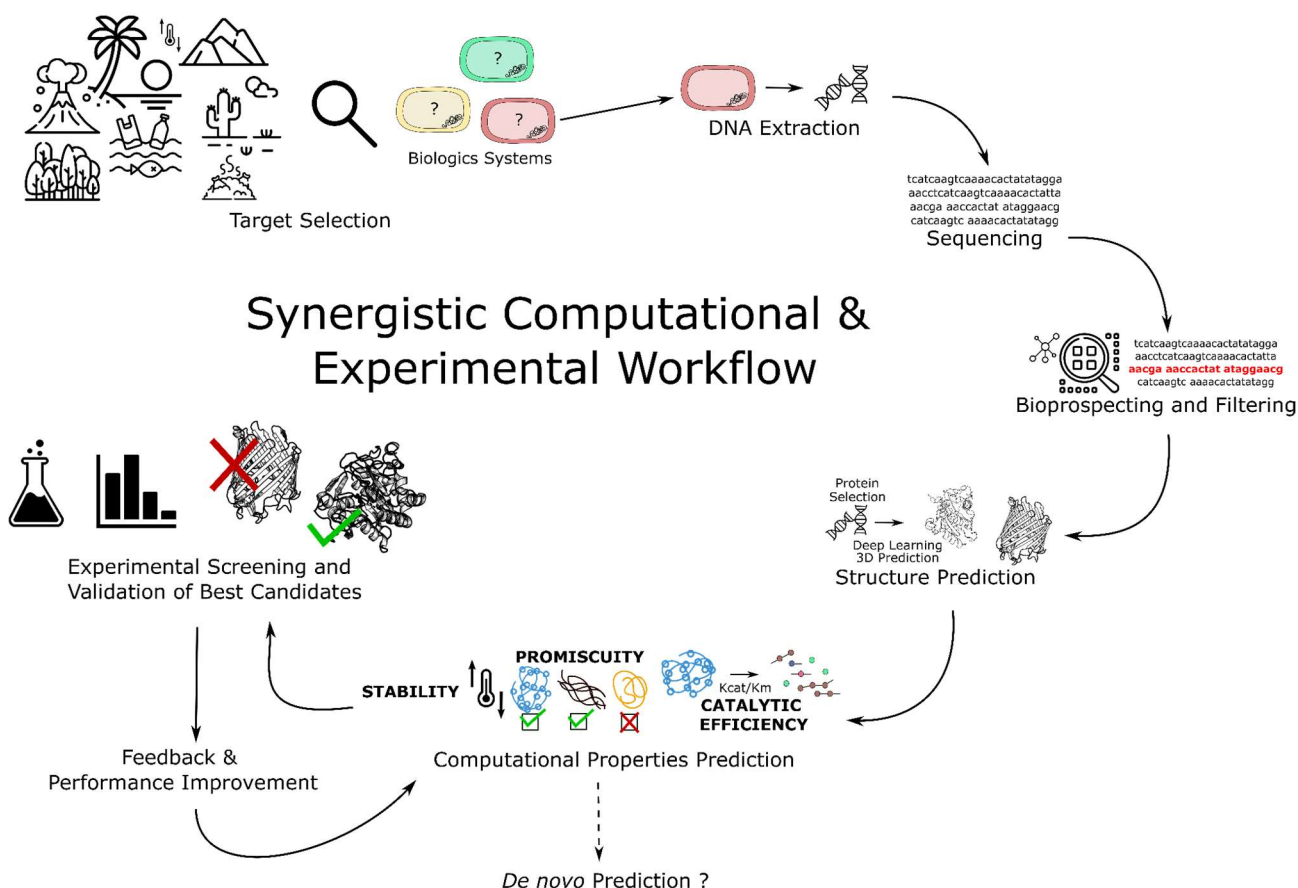 ?
?
?
Biologics Systems
DNA Extraction
Target Selection
tcatcaagtcaaaacactatatagga
aacctcatcaagtcaaaacactatta
aacga aaccactat ataggaacg
catcaagtc aaaacactatatagg
Sequencing
Synergistic Computational &
Experimental Workflow
tcatcaagtcaaaacactatatagga
aacctcatcaagtcaaaacactatta
aacga aaccactat ataggaacg
catcaagtc aaaacactatatagg
Bioprospecting and Filtering
Protein
Selection
Deep Learning
3D Prediction
Structure Prediction
Experimental Screening and
Validation of Best Candidates
STABILITY
PROMISCUITY
Kcat/Km
CATALYTIC
EFFICIENCY
Computational Properties Prediction
Feedback &
Performance Improvement
De novo Prediction ?